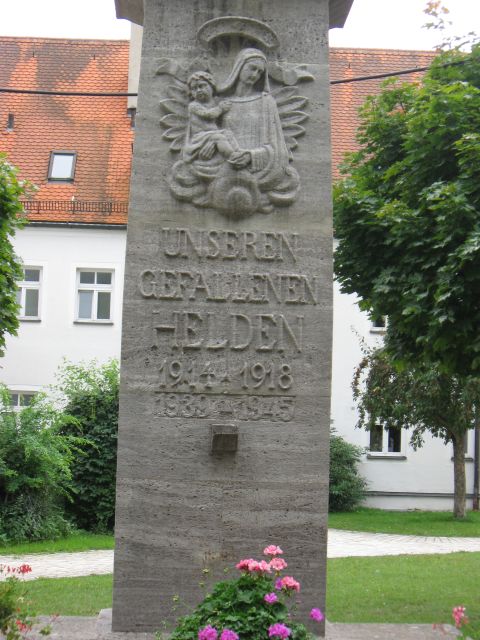 UNSEREN
GEFALLENEN
HELDEN
1914-1918
1939-1945